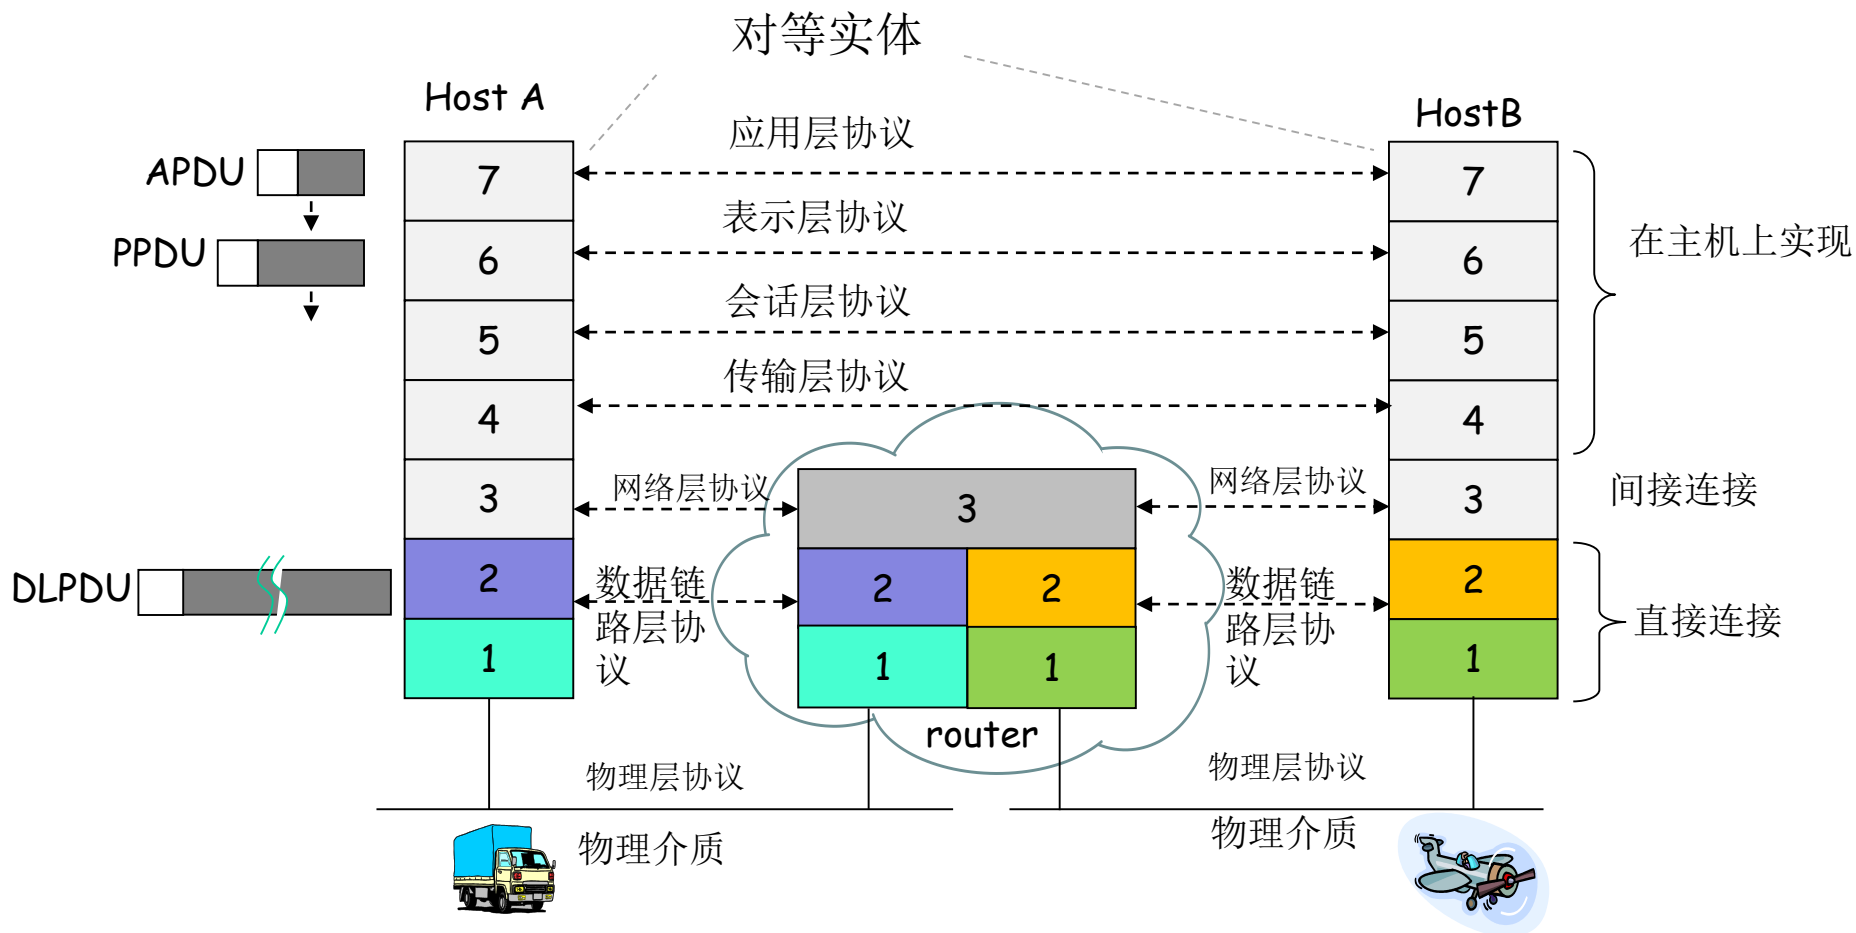 对等实体
Host A
HostB
应用层协议
APDU
7
7
表示层协议
在主机上实现
PPDU
6
6
会话层协议
5
5
传输层协议
4
4
网络层协议
网络层协议
3
3
3
间接连接
数据链
路层协
议
数据链
路层协
议
DLPDU
2
2
2
2
直接连接
1
1
1
1
router
物理层协议
物理层协议
物理介质
物理介质